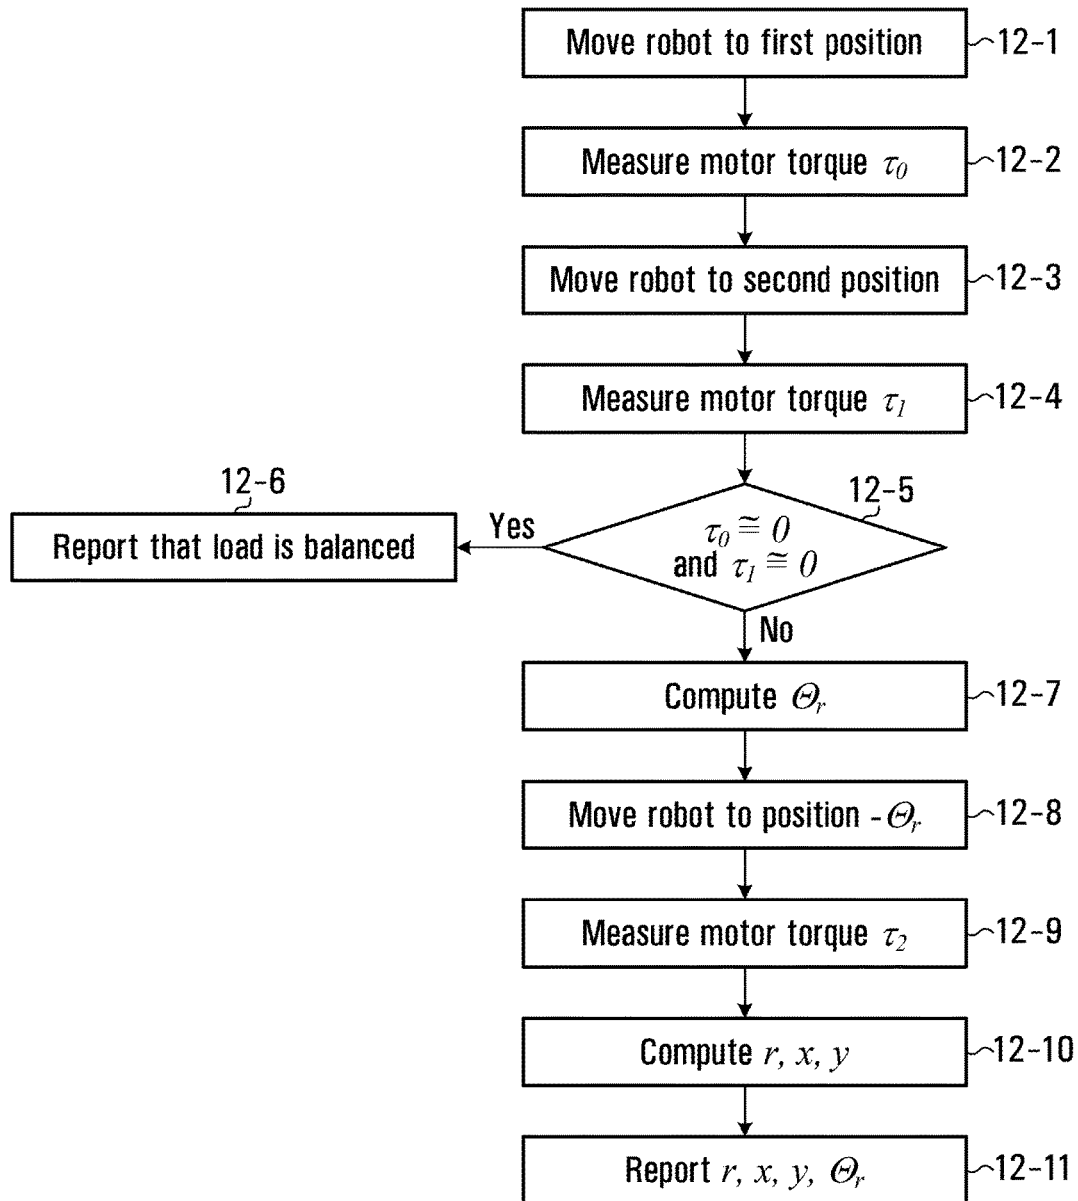 Move robot to first position 12-1
Measure motor torque τ0 12-2
Move robot to second position 12-3
Measure motor torque τ1 12-4
12-6
12-5
Report that load is balanced
Yes
τ0 ≅ 0
and τ1 ≅ 0
No
Compute Θr 12-7
Move robot to position -Θr 12-8
Measure motor torque τ2 12-9
Compute r, x, y 12-10
Report r, x, y, Θr 12-11